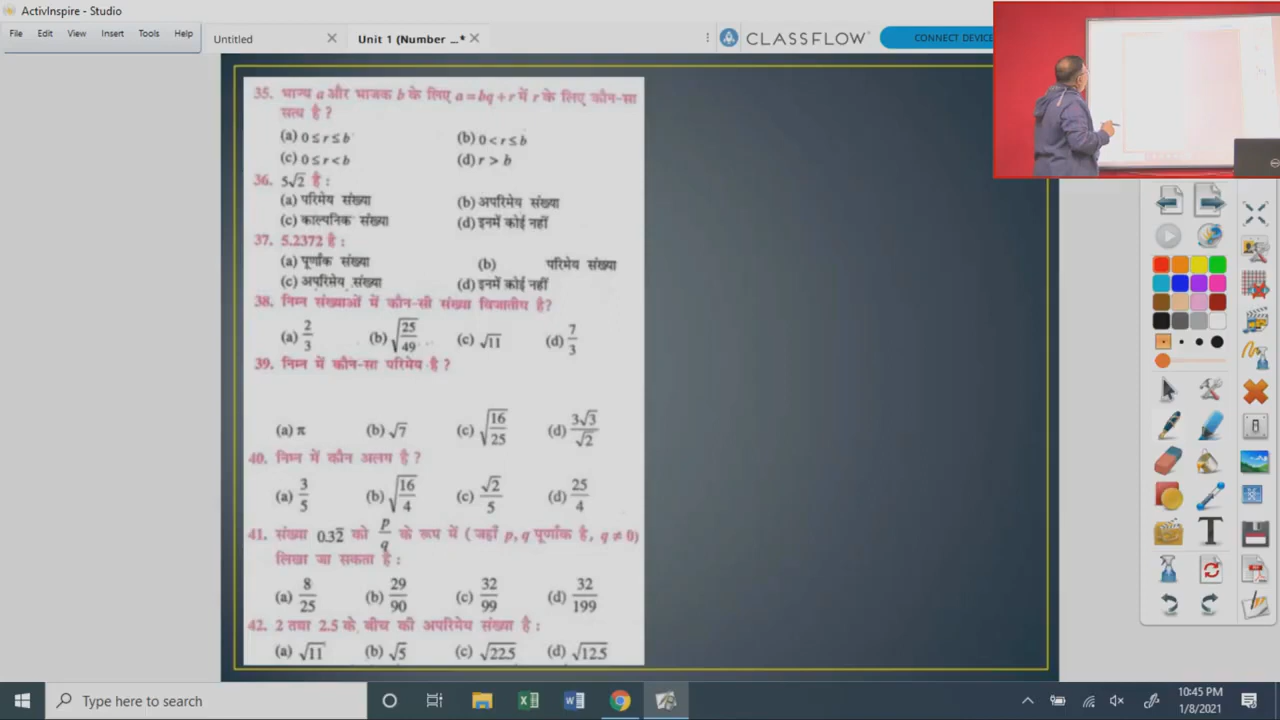 ActivInspire - Studio
File Edit View Insert Tools Help
Untitled
Unit 1 (Number ...*
CLASSFLOW
CONNECT DEVICE
35. भाज्य a और भाजक b के लिए a = bq + r में r के लिए कौन-सा
सत्य है ?
(a) 0 ≤ r ≤ b (b) 0 < r ≤ b
(c) 0 ≤ r < b (d) r > b
36. 5√2 है :
(a) परिमेय संख्या (b) अपरिमेय संख्या
(c) काल्पनिक संख्या (d) इनमें कोई नहीं
37. 5.2372 है :
(a) पूर्णांक संख्या (b) परिमेय संख्या
(c) अपरिमेय संख्या (d) इनमें कोई नहीं
38. निम्न संख्याओं में कौन-सी संख्या विजातीय है?
(a) 2/3 (b) √(25/49) (c) √11 (d) 7/3
39. निम्न में कौन-सा परिमेय है ?
(a) π (b) √7 (c) √(16/25) (d) 3√3/√2
40. निम्न में कौन अलग है ?
(a) 3/5 (b) √(16/4) (c) √2/5 (d) 25/4
41. संख्या 0.32̅ को p/q के रूप में ( जहाँ p, q पूर्णांक है, q ≠ 0)
लिखा जा सकता है :
(a) 8/25 (b) 29/90 (c) 32/99 (d) 32/199
42. 2 तथा 2.5 के बीच की अपरिमेय संख्या है :
(a) √11 (b) √5 (c) √22.5 (d) √12.5
Type here to search
10:45 PM
1/8/2021